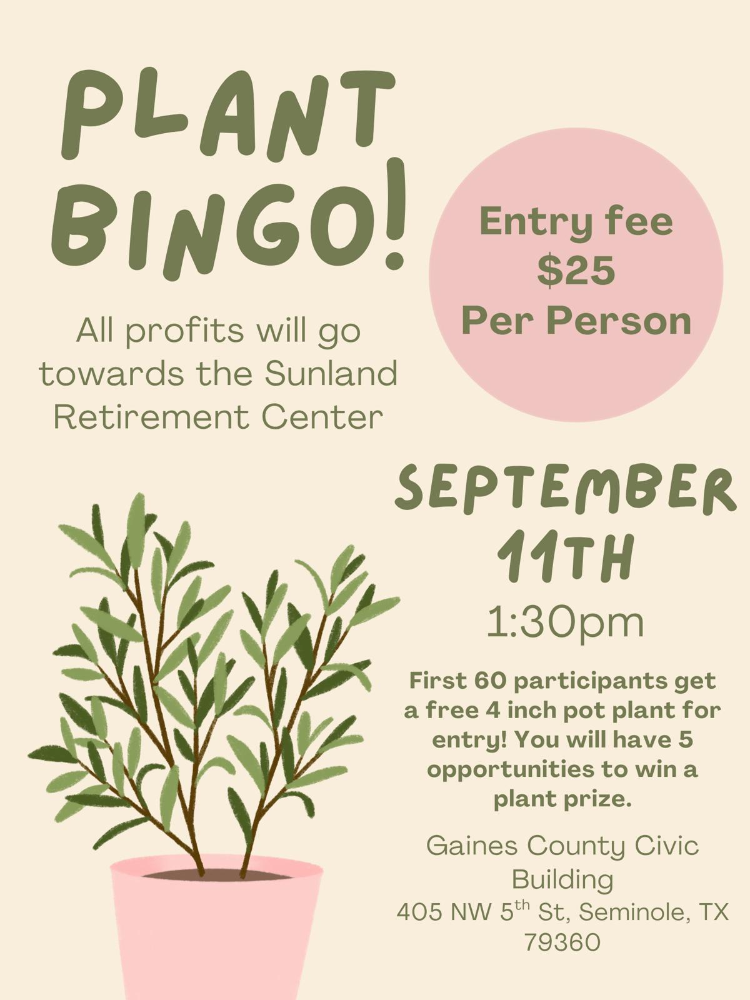 PLANT
BINGO!
All profits will go
towards the Sunland
Retirement Center
Entry fee
$25
Per Person
SEPTEMBER
11TH
1:30pm
First 60 participants get
a free 4 inch pot plant for
entry! You will have 5
opportunities to win a
plant prize.
Gaines County Civic
Building
405 NW 5th St, Seminole, TX
79360